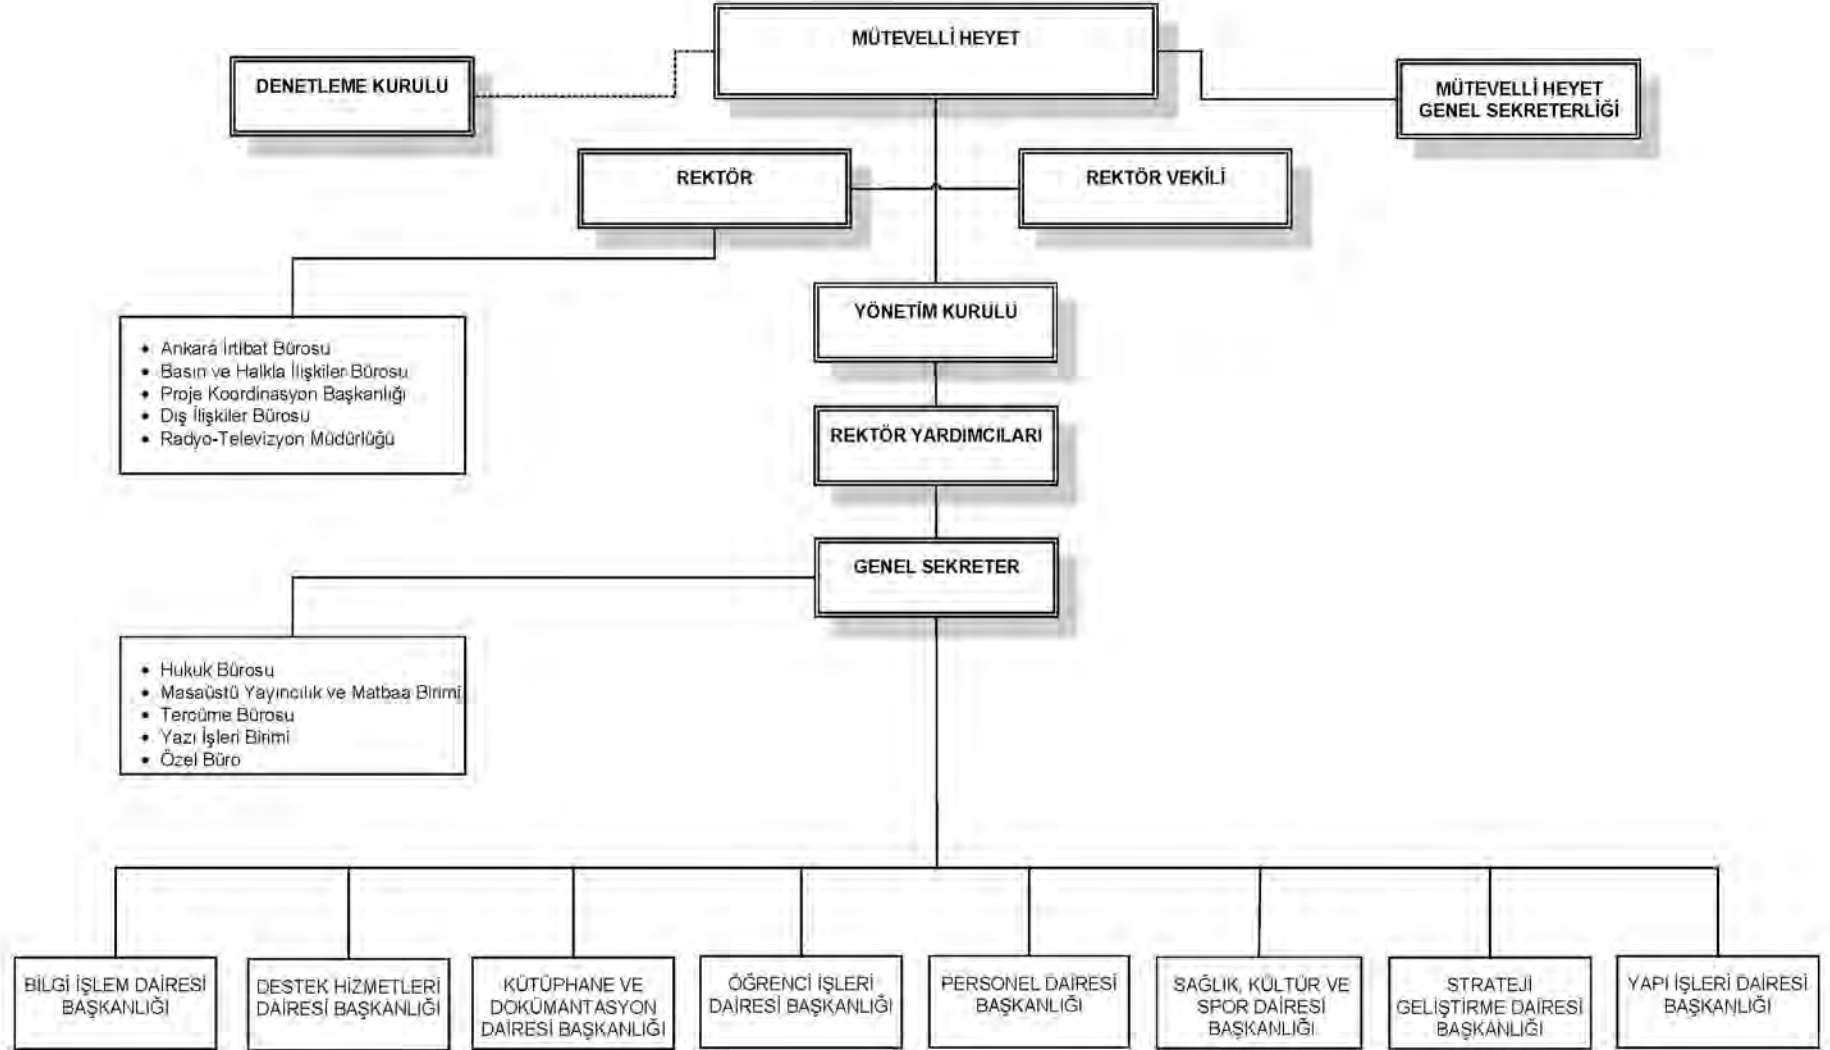 MÜTEVELLİ HEYET
DENETLEME KURULU
MÜTEVELLİ HEYET
GENEL SEKRETERLİĞİ
REKTÖR
REKTÖR VEKİLİ
YÖNETİM KURULU
• Ankara İrtibat Bürosu
• Basın ve Halkla İlişkiler Bürosu
• Proje Koordinasyon Başkanlığı
• Dış İlişkiler Bürosu
• Radyo-Televizyon Müdürlüğü
REKTÖR YARDIMCILARI
GENEL SEKRETER
• Hukuk Bürosu
• Masaüstü Yayıncılık ve Matbaa Birimi
• Tercüme Bürosu
• Yazı İşleri Birimi
• Özel Büro
BİLGİ İŞLEM DAİRESİ
BAŞKANLIĞI
DESTEK HİZMETLERİ
DAİRESİ BAŞKANLIĞI
KÜTÜPHANE VE
DOKÜMANTASYON
DAİRESİ BAŞKANLIĞI
ÖĞRENCİ İŞLERİ
DAİRESİ BAŞKANLIĞI
PERSONEL DAİRESİ
BAŞKANLIĞI
SAĞLIK, KÜLTÜR VE
SPOR DAİRESİ
BAŞKANLIĞI
STRATEJİ
GELİŞTİRME DAİRESİ
BAŞKANLIĞI
YAPI İŞLERİ DAİRESİ
BAŞKANLIĞI